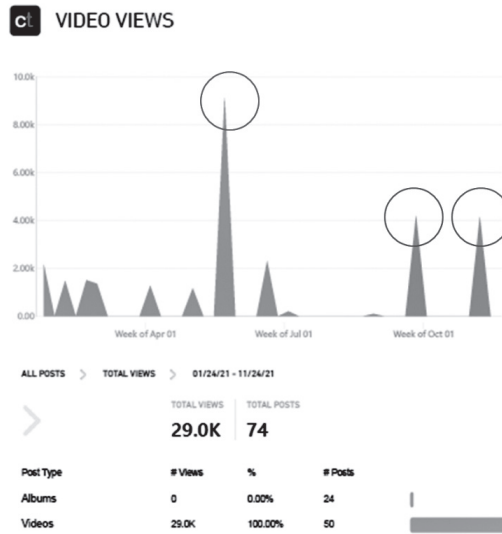 ct VIDEO VIEWS
10.0k
8.00k
6.00k
4.00k
2.00k
0.00
Week of Apr 01 Week of Jul 01 Week of Oct 01
ALL POSTS TOTAL VIEWS 01/24/21 - 11/24/21
TOTAL VIEWS TOTAL POSTS
29.0K 74
Post Type # Views % # Posts
Albums 0 0.00% 24
Videos 29.0K 100.00% 50